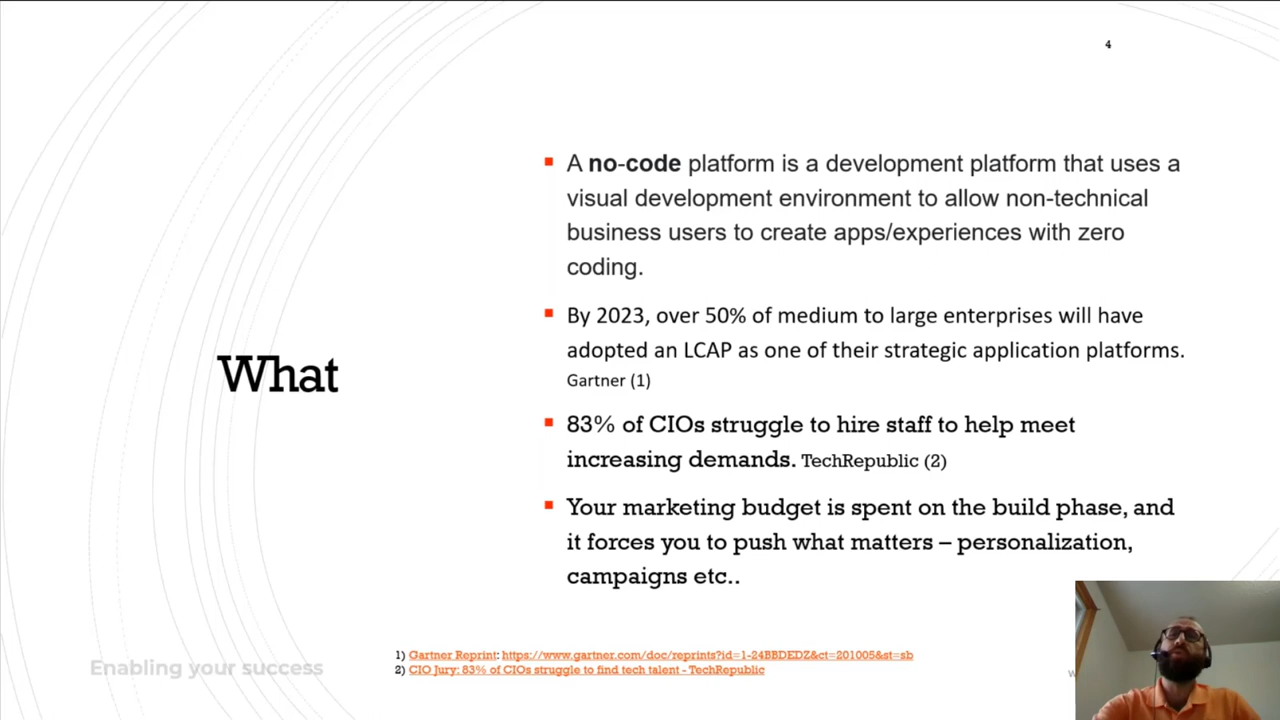 4
What
A no-code platform is a development platform that uses a
visual development environment to allow non-technical
business users to create apps/experiences with zero
coding.
By 2023, over 50% of medium to large enterprises will have
adopted an LCAP as one of their strategic application platforms.
Gartner (1)
83% of CIOs struggle to hire staff to help meet
increasing demands. TechRepublic (2)
Your marketing budget is spent on the build phase, and
it forces you to push what matters – personalization,
campaigns etc..
1) Gartner Reprint: https://www.gartner.com/doc/reprints?id=1-24BBDEDZ&ct=201005&st=sb
2) CIO Jury: 83% of CIOs struggle to find tech talent - TechRepublic
Enabling your success